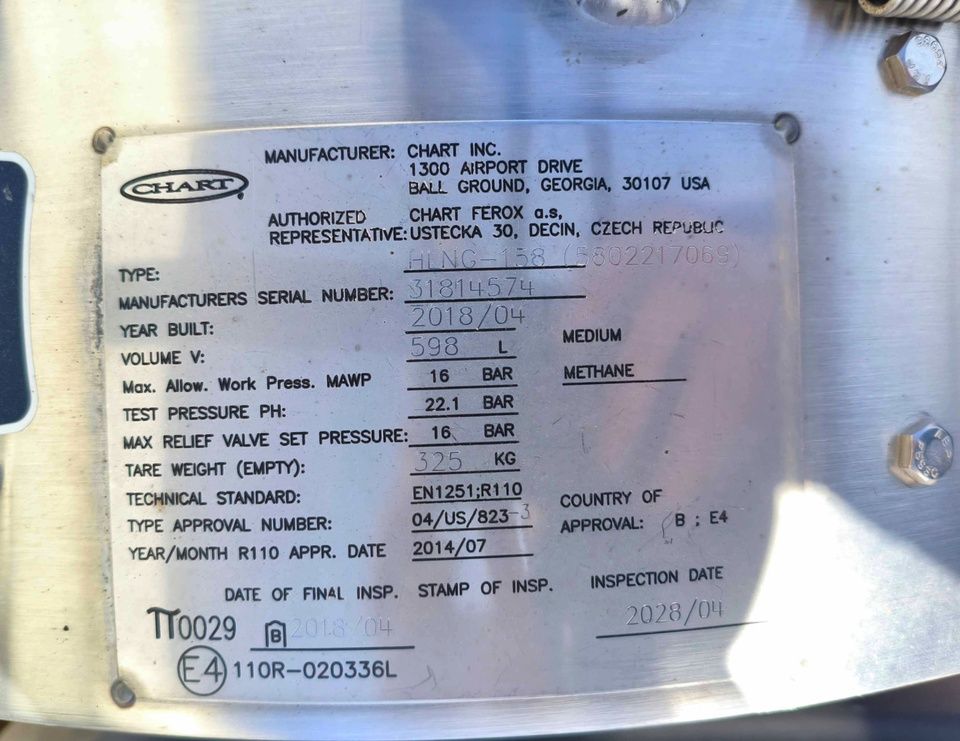 CHART
MANUFACTURER: CHART INC.
1300 AIRPORT DRIVE
BALL GROUND, GEORGIA, 30107 USA
AUTHORIZED REPRESENTATIVE: CHART FEROX a.s,
USTECKA 30, DECIN, CZECH REPUBLIC
TYPE: HLNG-158 (5802217069)
MANUFACTURERS SERIAL NUMBER: 31814574
YEAR BUILT: 2018/04
VOLUME V: 598 L
MEDIUM
Max. Allow. Work Press. MAWP 16 BAR
METHANE
TEST PRESSURE PH: 22.1 BAR
MAX RELIEF VALVE SET PRESSURE: 16 BAR
TARE WEIGHT (EMPTY): 325 KG
TECHNICAL STANDARD: EN1251;R110
TYPE APPROVAL NUMBER: 04/US/823-3
COUNTRY OF APPROVAL: B ; E4
YEAR/MONTH R110 APPR. DATE 2014/07
DATE OF FINAL INSP. STAMP OF INSP. INSPECTION DATE
π0029 B 2018/04 2028/04
E4 110R-020336L